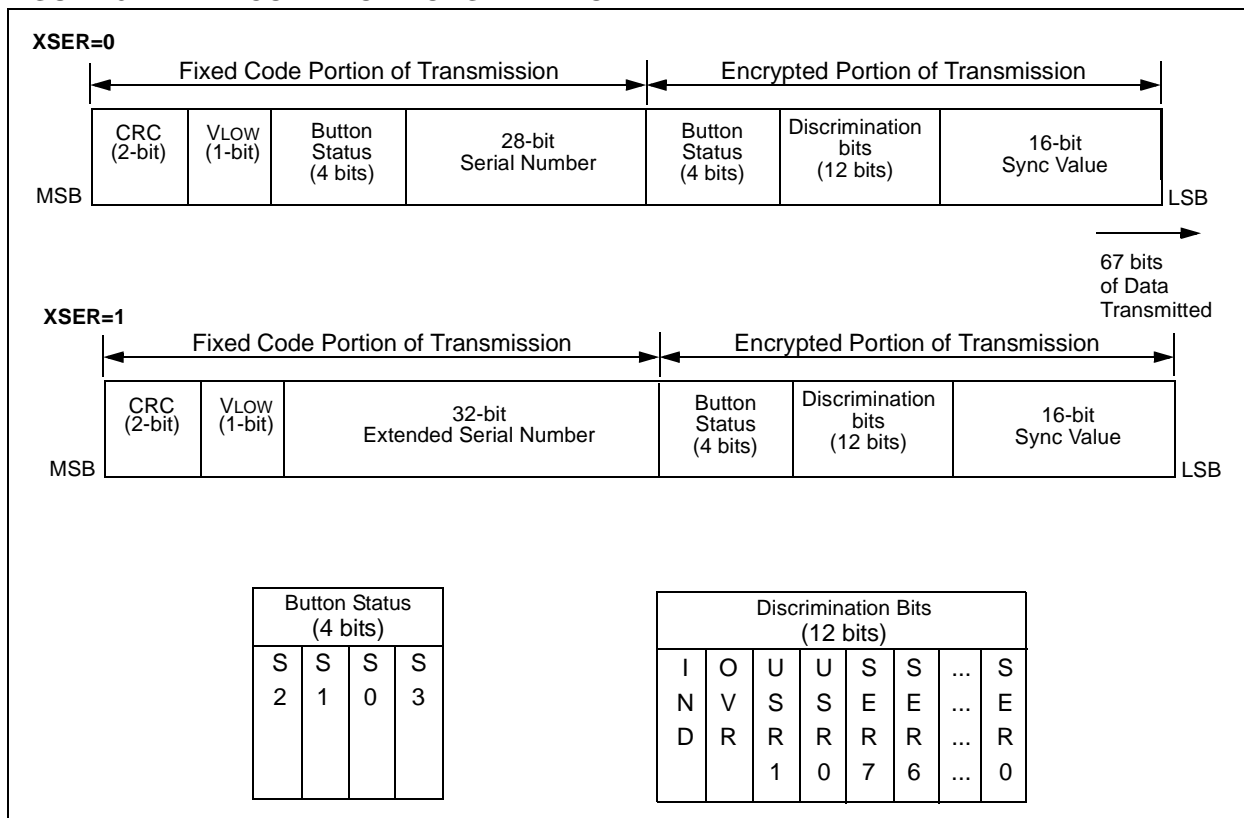 XSER=0
Fixed Code Portion of Transmission
Encrypted Portion of Transmission
CRC
(2-bit)
VLOW
(1-bit)
Button
Status
(4 bits)
28-bit
Serial Number
Button
Status
(4 bits)
Discrimination
bits
(12 bits)
16-bit
Sync Value
MSB
LSB
67 bits
of Data
Transmitted
XSER=1
Fixed Code Portion of Transmission
Encrypted Portion of Transmission
CRC
(2-bit)
VLOW
(1-bit)
32-bit
Extended Serial Number
Button
Status
(4 bits)
Discrimination
bits
(12 bits)
16-bit
Sync Value
MSB
LSB
Button Status
(4 bits)
S S S S
2 1 0 3
Discrimination Bits
(12 bits)
I O U U S S ... S
N V S S E E ... E
D R R R R R ... R
1 0 7 6 ... 0